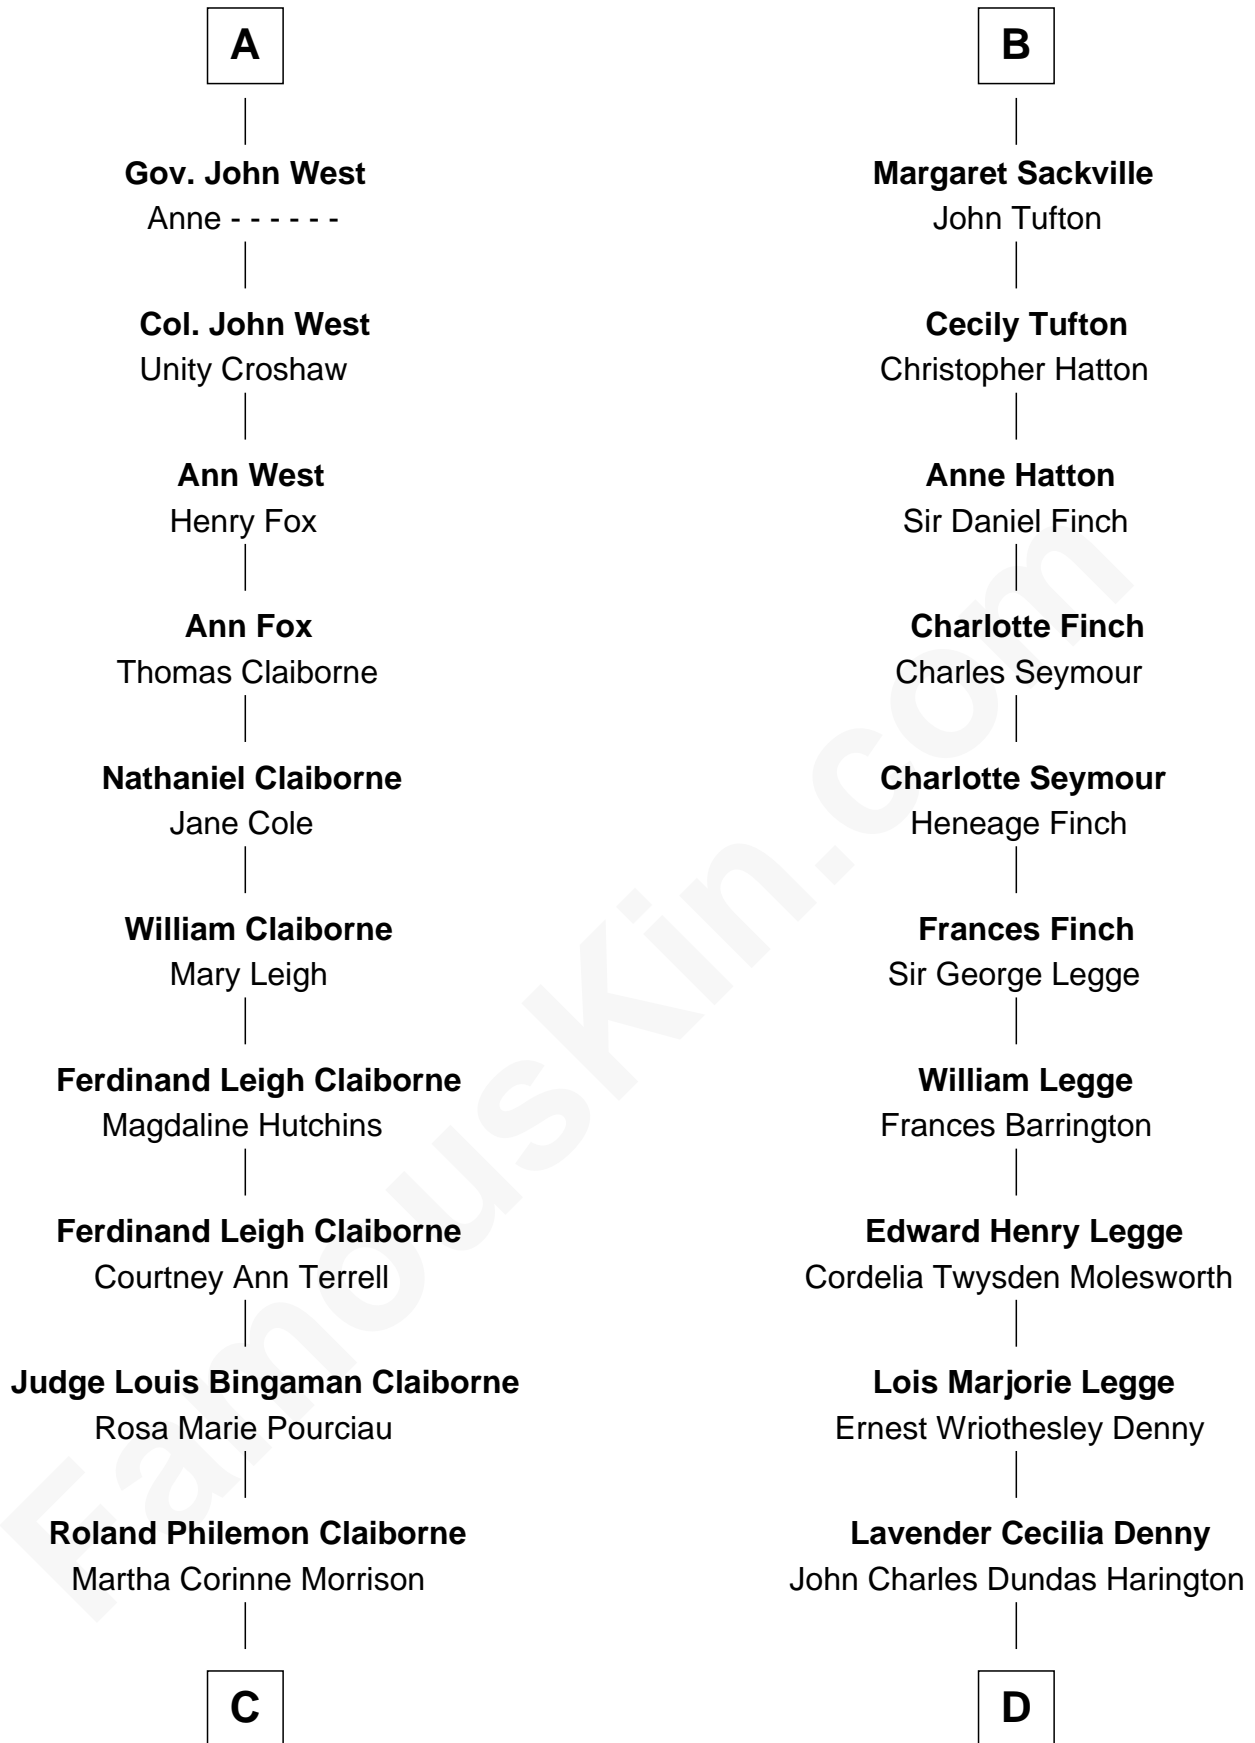 A
Gov. John West
Anne - - - - - -
Col. John West
Unity Croshaw
Ann West
Henry Fox
Ann Fox
Thomas Claiborne
Nathaniel Claiborne
Jane Cole
William Claiborne
Mary Leigh
Ferdinand Leigh Claiborne
Magdaline Hutchins
Ferdinand Leigh Claiborne
Courtney Ann Terrell
Judge Louis Bingaman Claiborne
Rosa Marie Pourciau
Roland Philemon Claiborne
Martha Corinne Morrison
C
B
Margaret Sackville
John Tufton
Cecily Tufton
Christopher Hatton
Anne Hatton
Sir Daniel Finch
Charlotte Finch
Charles Seymour
Charlotte Seymour
Heneage Finch
Frances Finch
Sir George Legge
William Legge
Frances Barrington
Edward Henry Legge
Cordelia Twysden Molesworth
Lois Marjorie Legge
Ernest Wriothesley Denny
Lavender Cecilia Denny
John Charles Dundas Harington
D
FamousKin.com